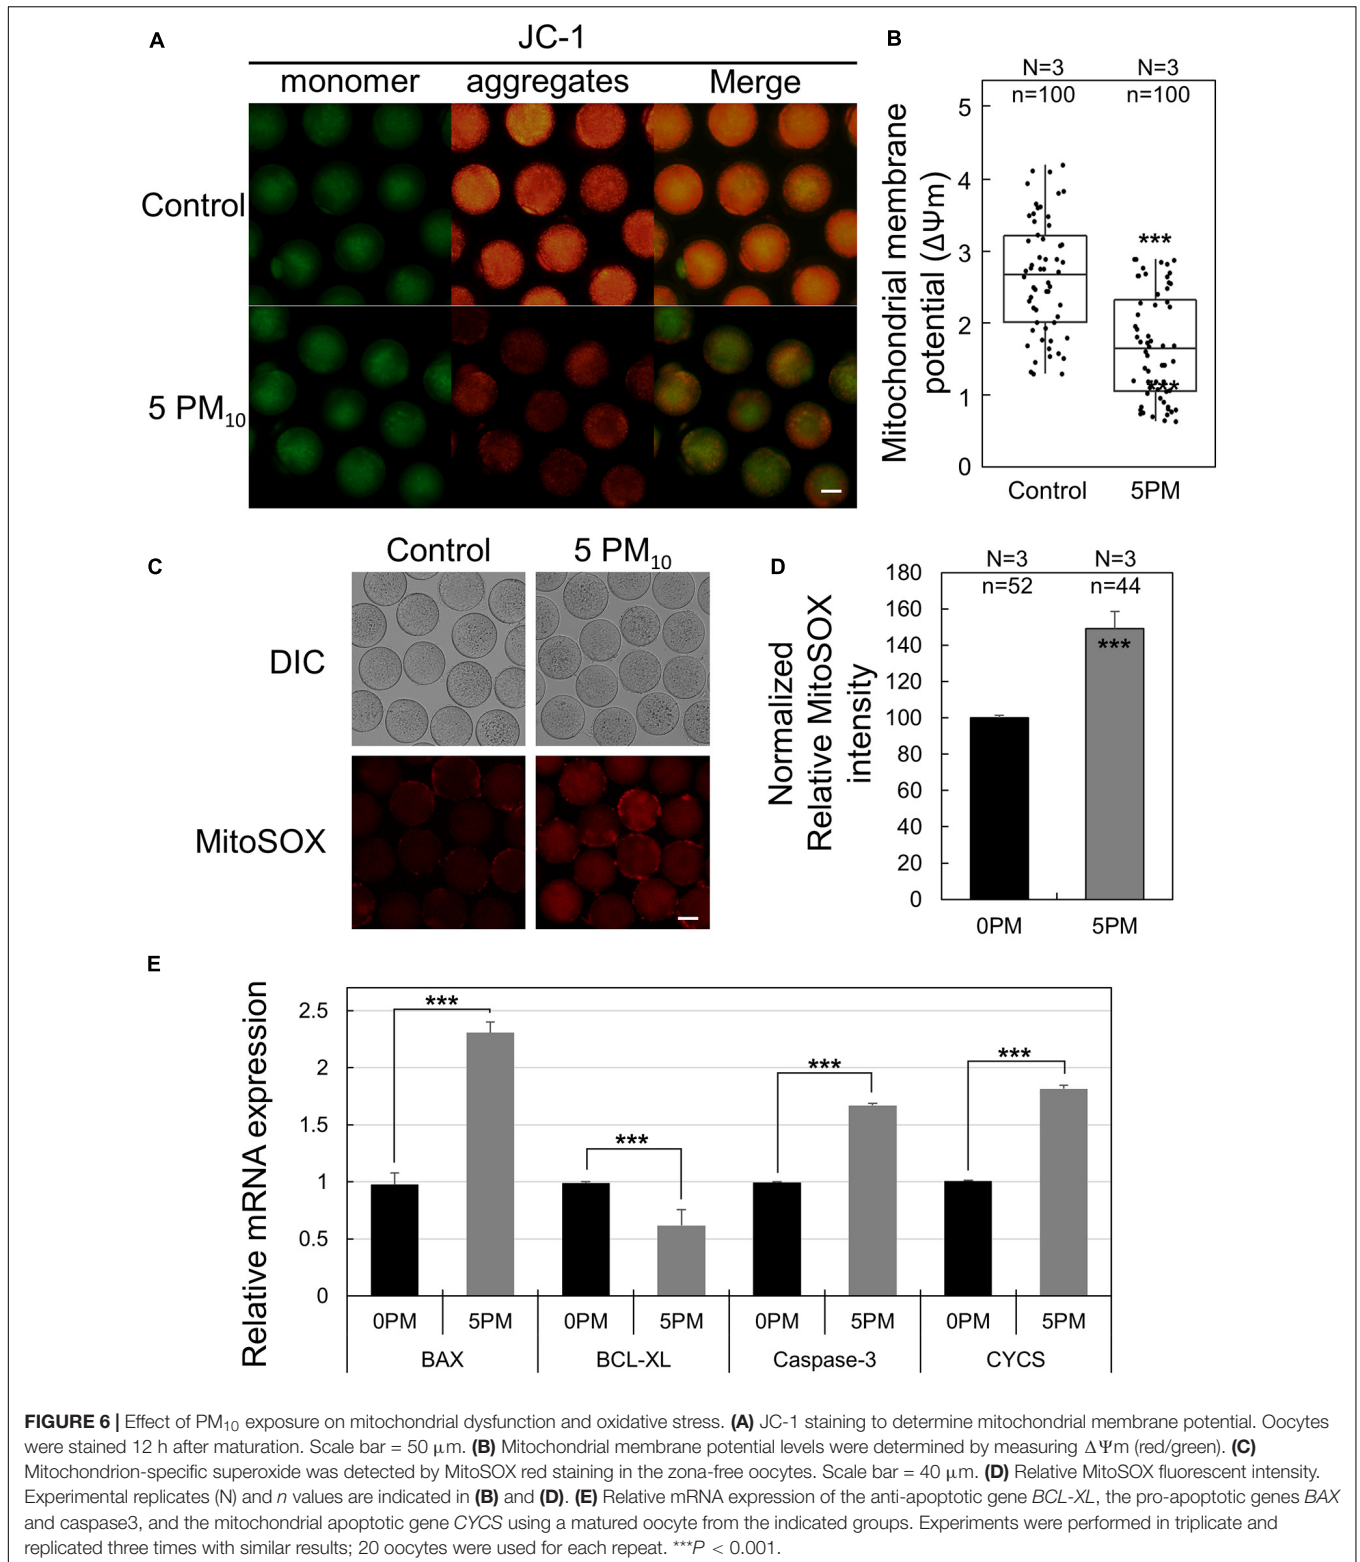 A
JC-1
monomer aggregates Merge
Control
5 PM10
B
N=3 N=3
n=100 n=100
Mitochondrial membrane
potential (ΔΨm)
5
4
3
2
1
0
***
***
Control 5PM
C
Control 5 PM10
DIC
MitoSOX
D
N=3 N=3
n=52 n=44
Normalized
Relative MitoSOX
intensity
180
160
140
120
100
80
60
40
20
0
***
0PM 5PM
E
Relative mRNA expression
2.5
2
1.5
1
0.5
0
*** *** *** ***
0PM 5PM 0PM 5PM 0PM 5PM 0PM 5PM
BAX BCL-XL Caspase-3 CYCS
FIGURE 6 | Effect of PM10 exposure on mitochondrial dysfunction and oxidative stress. (A) JC-1 staining to determine mitochondrial membrane potential. Oocytes
were stained 12 h after maturation. Scale bar = 50 μm. (B) Mitochondrial membrane potential levels were determined by measuring ΔΨm (red/green). (C)
Mitochondrion-specific superoxide was detected by MitoSOX red staining in the zona-free oocytes. Scale bar = 40 μm. (D) Relative MitoSOX fluorescent intensity.
Experimental replicates (N) and n values are indicated in (B) and (D). (E) Relative mRNA expression of the anti-apoptotic gene BCL-XL, the pro-apoptotic genes BAX
and caspase3, and the mitochondrial apoptotic gene CYCS using a matured oocyte from the indicated groups. Experiments were performed in triplicate and
replicated three times with similar results; 20 oocytes were used for each repeat. ***P < 0.001.